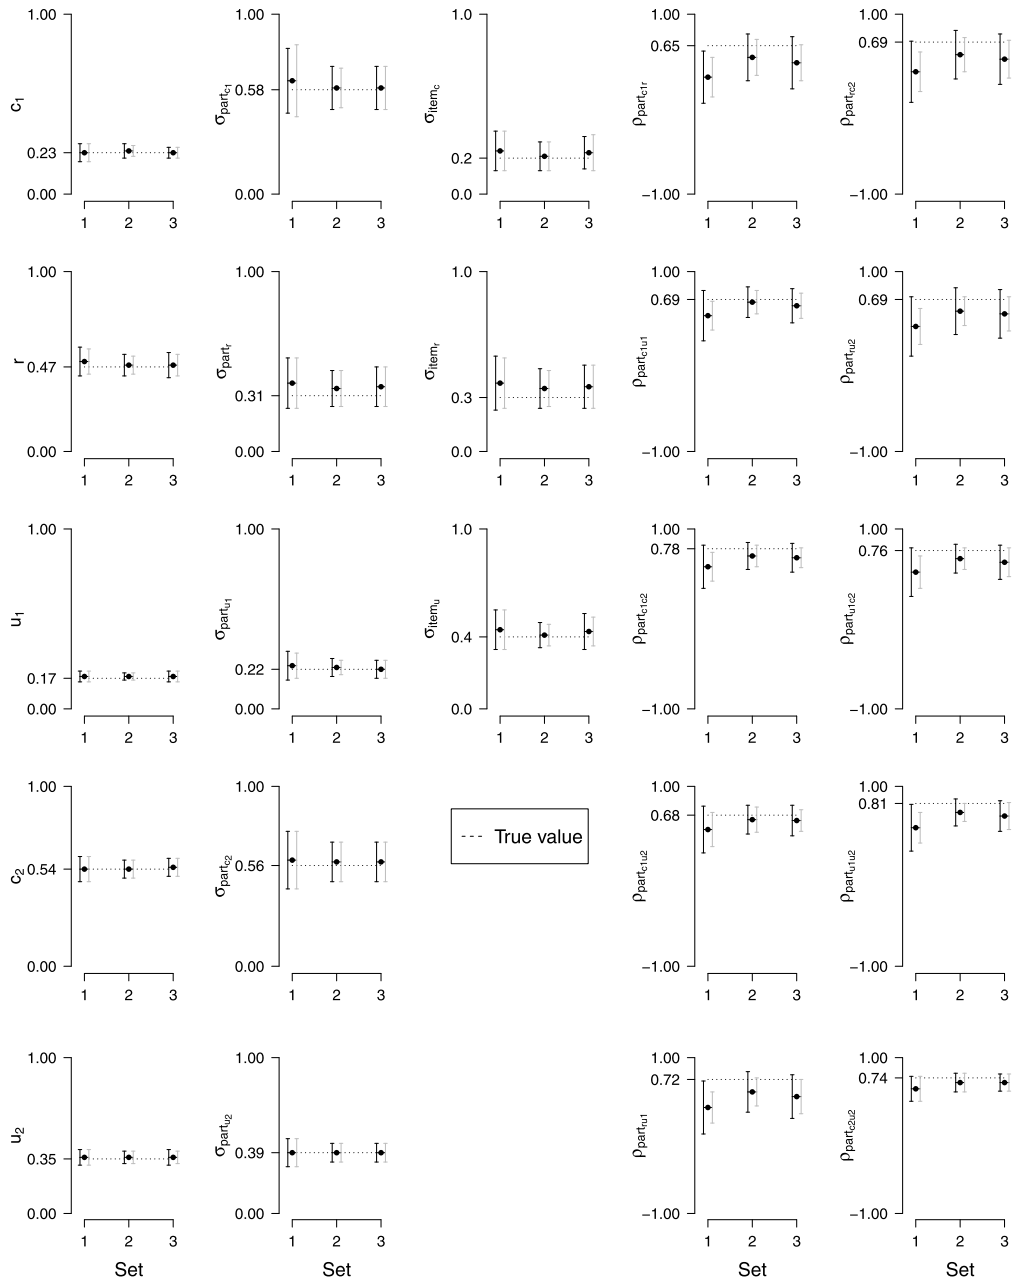 1.00 1.00 1.0 1.00 1.00
0.65 0.69
c1 σpartc1 σitemc ρpartc1r ρpartrc2
0.58
0.23 0.2
0.00 0.00 0.0 −1.00 −1.00
1 2 3 1 2 3 1 2 3 1 2 3 1 2 3
1.00 1.00 1.0 1.00 1.00
0.69 0.69
r σpartr σitemr ρpartc1u1 ρpartru2
0.47 0.31 0.3
0.00 0.00 0.0 −1.00 −1.00
1 2 3 1 2 3 1 2 3 1 2 3 1 2 3
1.00 1.00 1.0 1.00 1.00
0.78 0.76
u1 σpartu1 σitemu ρpartc1c2 ρpartu1c2
0.17 0.22 0.4
0.00 0.00 0.0 −1.00 −1.00
1 2 3 1 2 3 1 2 3 1 2 3 1 2 3
1.00 1.00 1.00 1.00
0.68 0.81
True value
c2 σpartc2 ρpartc1u2 ρpartu1u2
0.54 0.56
0.00 0.00 −1.00 −1.00
1 2 3 1 2 3 1 2 3 1 2 3
1.00 1.00 1.00 1.00
0.72 0.74
u2 σpartu2 ρpartru1 ρpartc2u2
0.35 0.39
0.00 0.00 −1.00 −1.00
1 2 3 1 2 3 1 2 3 1 2 3
Set Set